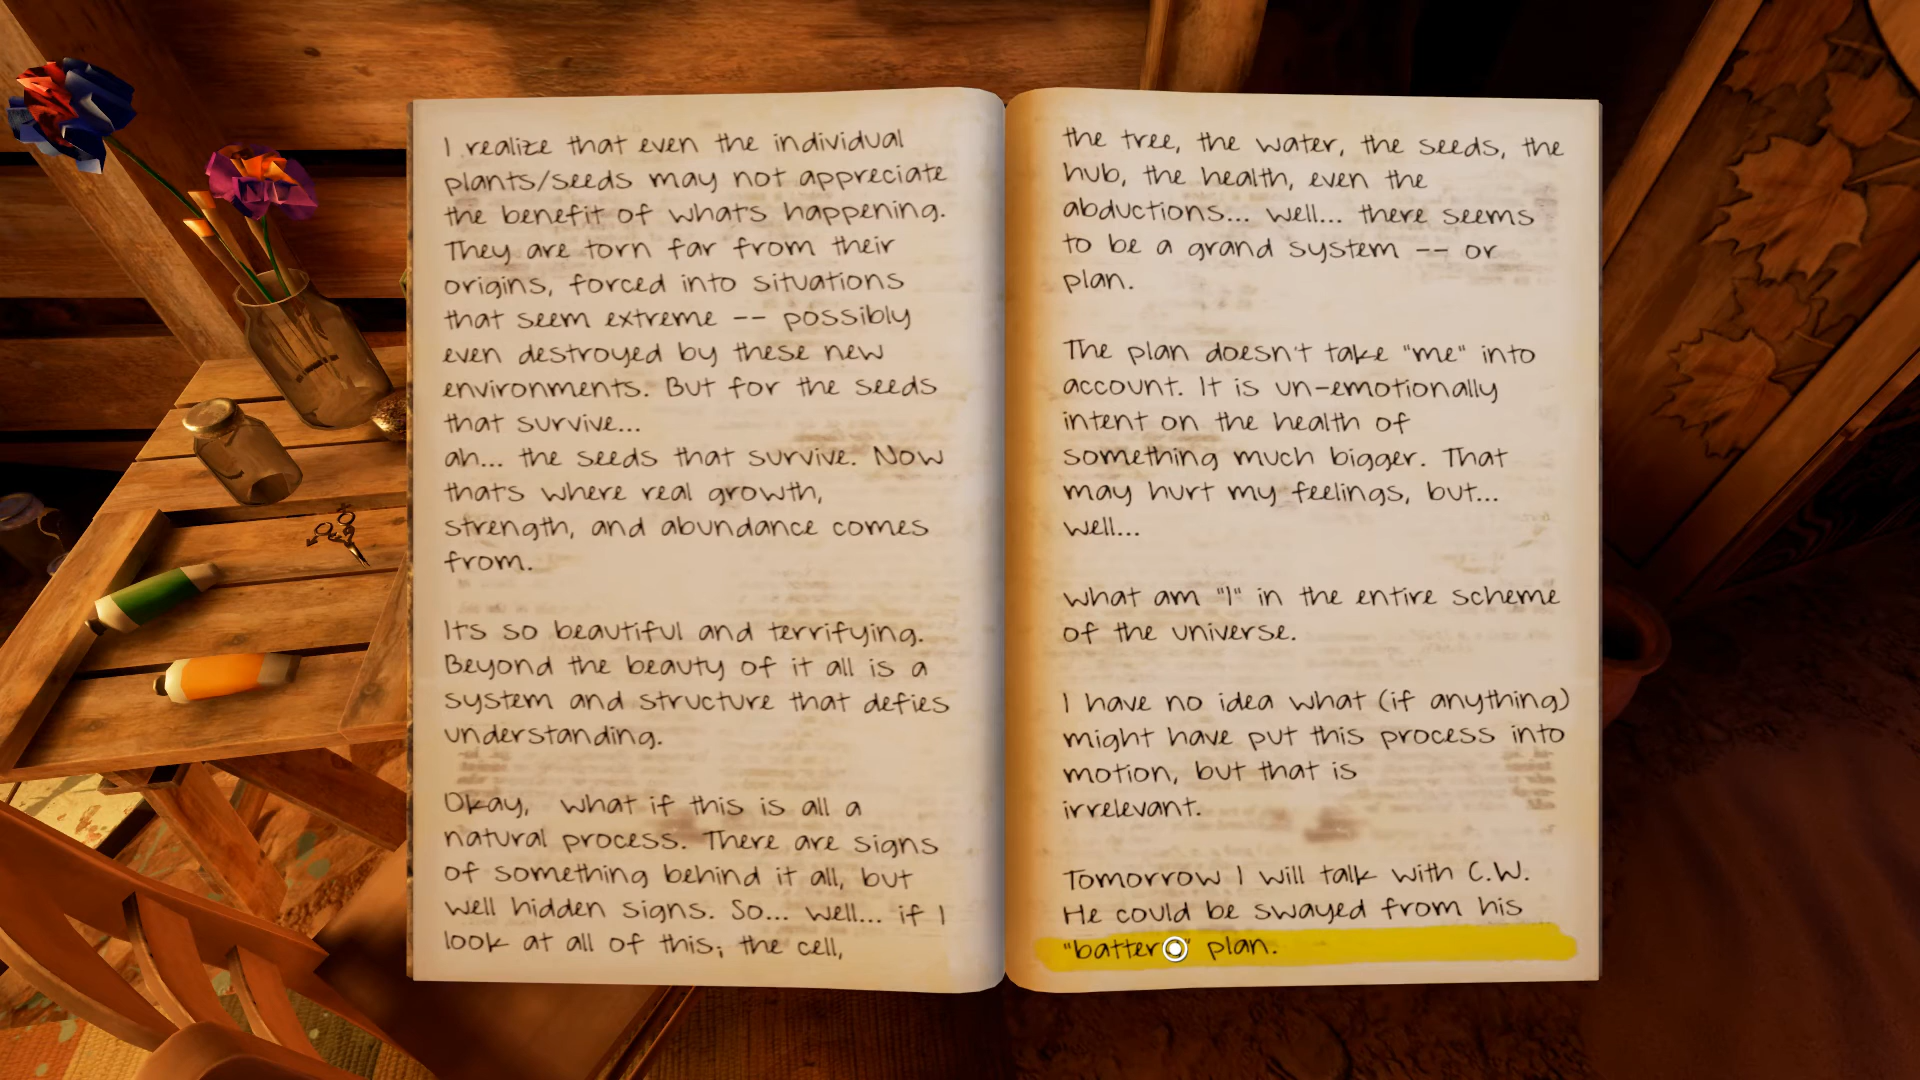 I realize that even the individual
plants/seeds may not appreciate
the benefit of whats happening.
They are torn far from their
origins, forced into situations
that seem extreme -- possibly
even destroyed by these new
environments. But for the seeds
that survive...
ah... the seeds that survive. Now
thats where real growth,
strength, and abundance comes
from.
Its so beautiful and terrifying.
Beyond the beauty of it all is a
system and structure that defies
understanding.
Okay, what if this is all a
natural process. There are signs
of something behind it all, but
well hidden signs. So... well... if I
look at all of this; the cell,
the tree, the water, the seeds, the
hub, the health, even the
abductions... well... there seems
to be a grand system -- or
plan.
The plan doesn't take "me" into
account. It is un-emotionally
intent on the health of
something much bigger. That
may hurt my feelings, but...
well...
what am "I" in the entire scheme
of the universe.
I have no idea what (if anything)
might have put this process into
motion, but that is
irrelevant.
Tomorrow I will talk with C.W.
He could be swayed from his
plan.